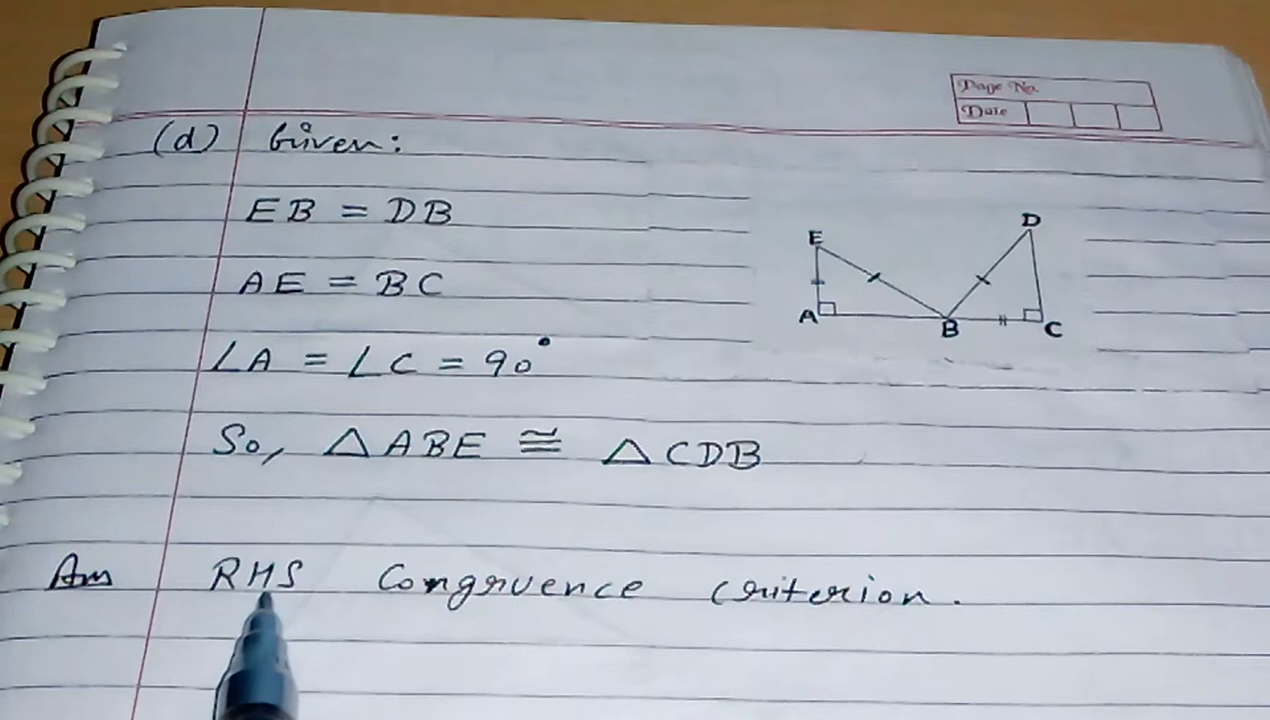 Page No.
Date
(d) Given:
EB = DB
AE = BC
∠A = ∠C = 90°
So, △ABE ≅ △CDB
Ans RHS Congruence Criterion.
E
D
A
B
C